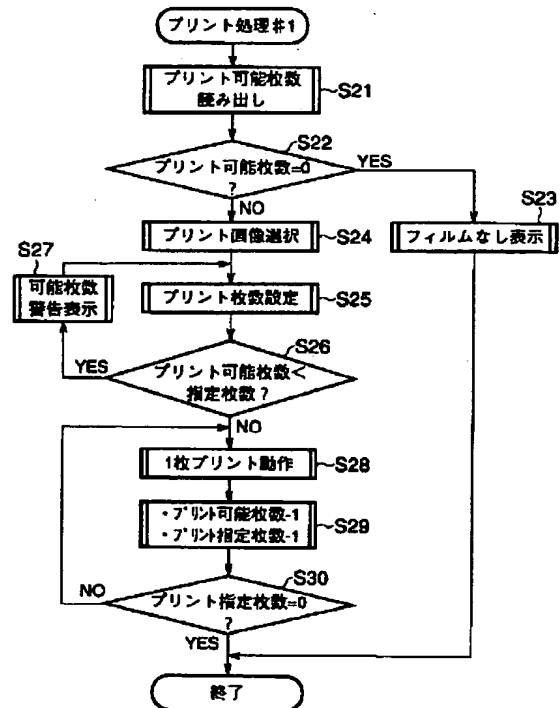 プリント処理#1
プリント可能枚数
読み出し
S21
S22
プリント可能枚数=0
?
YES
NO
S23
フィルムなし表示
プリント画像選択
S24
S27
可能枚数
警告表示
プリント枚数設定
S25
S26
YES
プリント可能枚数<
指定枚数?
NO
1枚プリント動作
S28
・プリント可能枚数-1
・プリント指定枚数-1
S29
S30
NO
プリント指定枚数=0
?
YES
終了